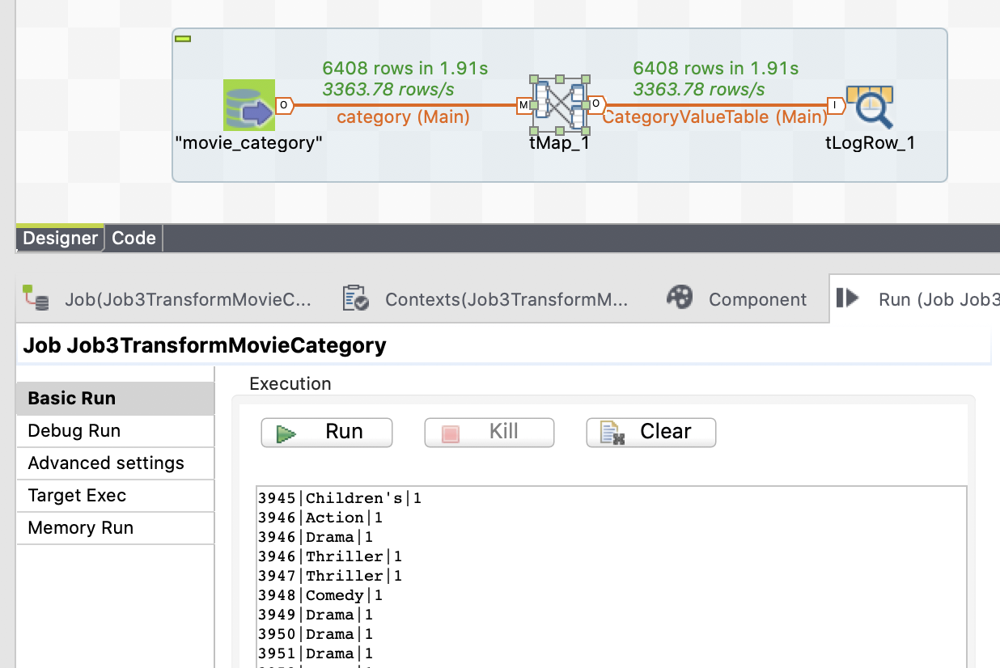 6408 rows in 1.91s
3363.78 rows/s
category (Main)
6408 rows in 1.91s
3363.78 rows/s
CategoryValueTable (Main)
O
M
O
I
"movie_category"
tMap_1
tLogRow_1
Designer
Code
Job(Job3TransformMovieC...
Contexts(Job3TransformM...
Component
Run (Job Job3
Job Job3TransformMovieCategory
Basic Run
Debug Run
Advanced settings
Target Exec
Memory Run
Execution
Run
Kill
Clear
3945|Children's|1
3946|Action|1
3946|Drama|1
3946|Thriller|1
3947|Thriller|1
3948|Comedy|1
3949|Drama|1
3950|Drama|1
3951|Drama|1